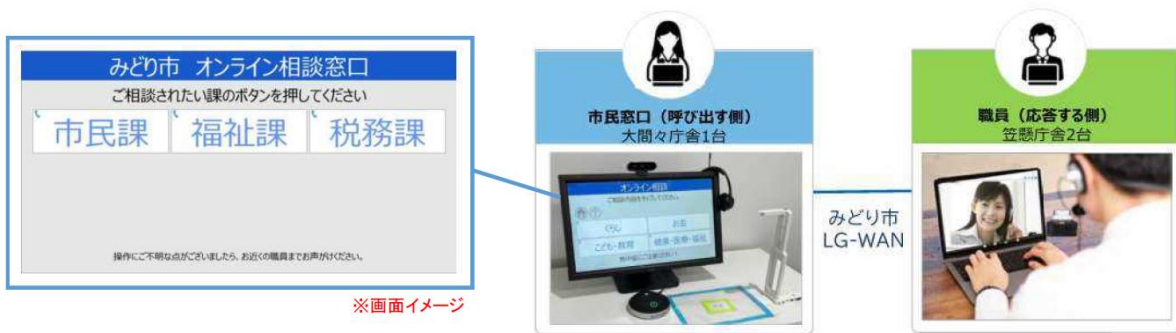 みどり市 オンライン相談窓口
ご相談されたい課のボタンを押してください
市民課 福祉課 税務課
操作にご不明な点がございましたら、お近くの職員までお声がけください。
※画面イメージ
市民窓口（呼び出す側）
大間々庁舎1台
オンライン相談
くらし
お金
こども・教育
健康・医療・福祉
みどり市
LG-WAN
職員（応答する側）
笠懸庁舎2台